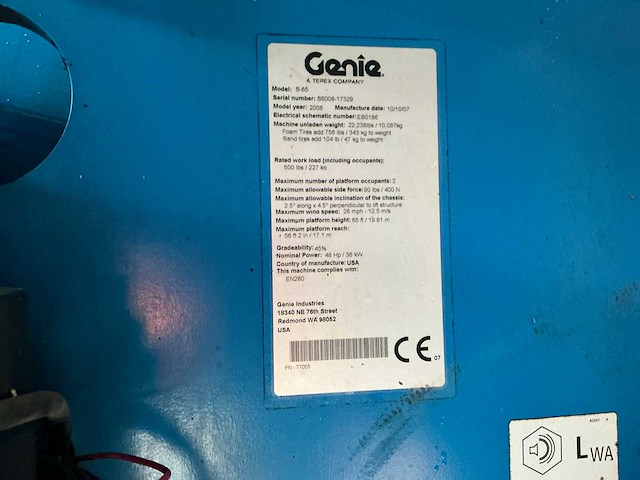 Genie
A TEREX COMPANY
Model: S-65
Serial number: S6008-17329
Model year: 2008 Manufacture date: 10/10/07
Electrical schematic number: ES0186
Machine unladen weight: 22,238lbs / 10,087kg
Foam Tires add 756 lbs / 343 kg to weight
Sand tires add 104 lb / 47 kg to weight
Rated work load (including occupants):
500 lbs / 227 kg
Maximum number of platform occupants: 2
Maximum allowable side force: 90 lbs / 400 N
Maximum allowable inclination of the chassis:
2.5° along x 4.5° perpendicular to lift structure
Maximum wind speed: 28 mph - 12.5 m/s
Maximum platform height: 65 ft / 19.81 m
Maximum platform reach:
56 ft 2 in / 17.1 m
Gradeability: 45%
Nominal Power: 48 Hp / 36 kW
Country of manufacture: USA
This machine complies with:
EN280
Genie Industries
18340 NE 76th Street
Redmond WA 98052
USA
CE 07
PN - 77055
LWA